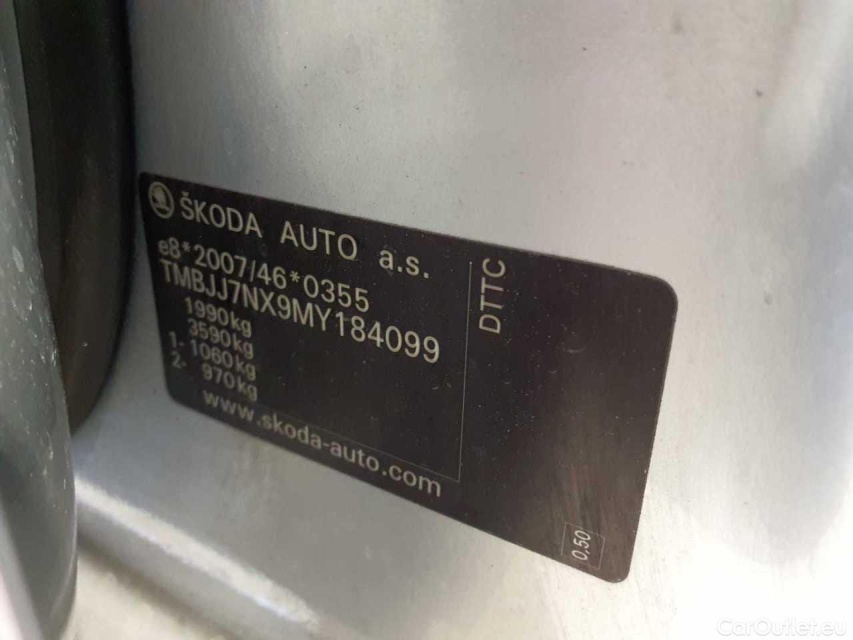 ŠKODA AUTO a.s.
e8*2007/46*0355
TMBJJ7NX9MY184099
1990kg
3590kg
1- 1060kg
2- 970kg
www.skoda-auto.com
DTTC
0,50
CarOutlet.eu